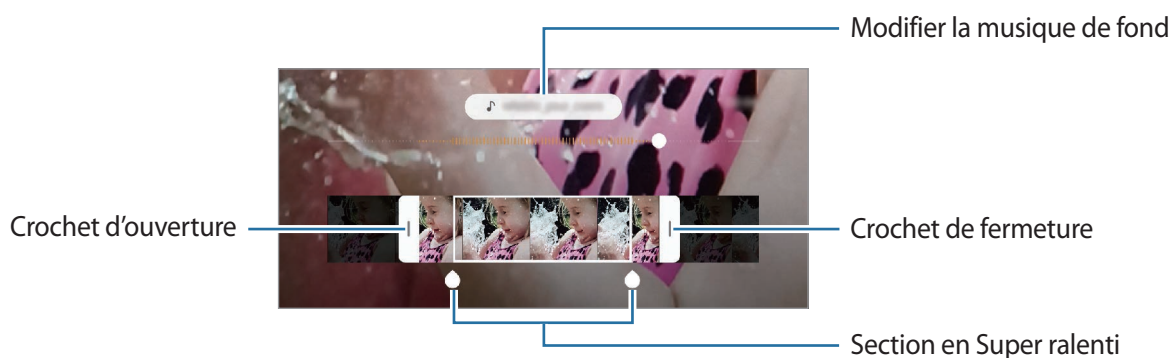 Modifier la musique de fond
Crochet d'ouverture
Crochet de fermeture
Section en Super ralenti